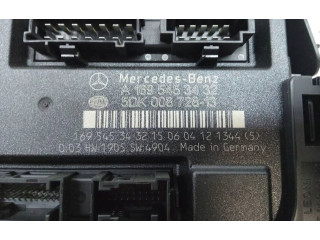 Mercedes-Benz
A 169 545 34 32
5DK 008 726-13
169 545 34 32 15 06 04 12 1344 (5)
0.03 HW:1905 SW:4904 Made in Germany